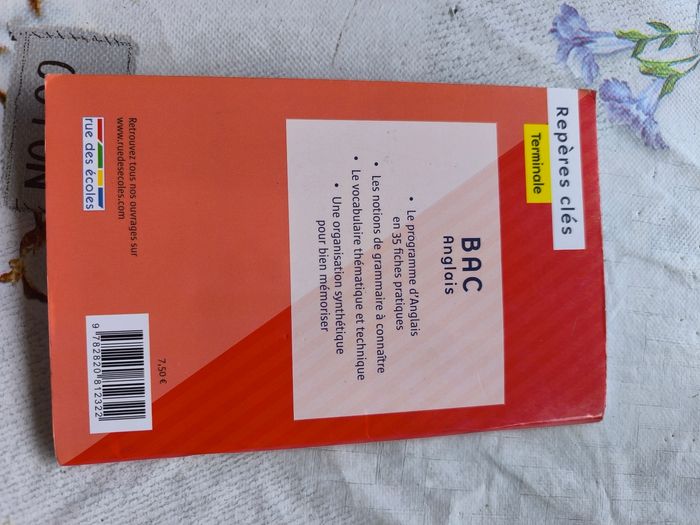 Repères clés
Terminale
BAC
Anglais
• Le programme d'Anglais
en 35 fiches pratiques
• Les notions de grammaire à connaître
• Le vocabulaire thématique et technique
• Une organisation synthétique
pour bien mémoriser
rue des écoles
Retrouvez tous nos ouvrages sur
www.ruedesecoles.com
7,50 €
9 782820 812322